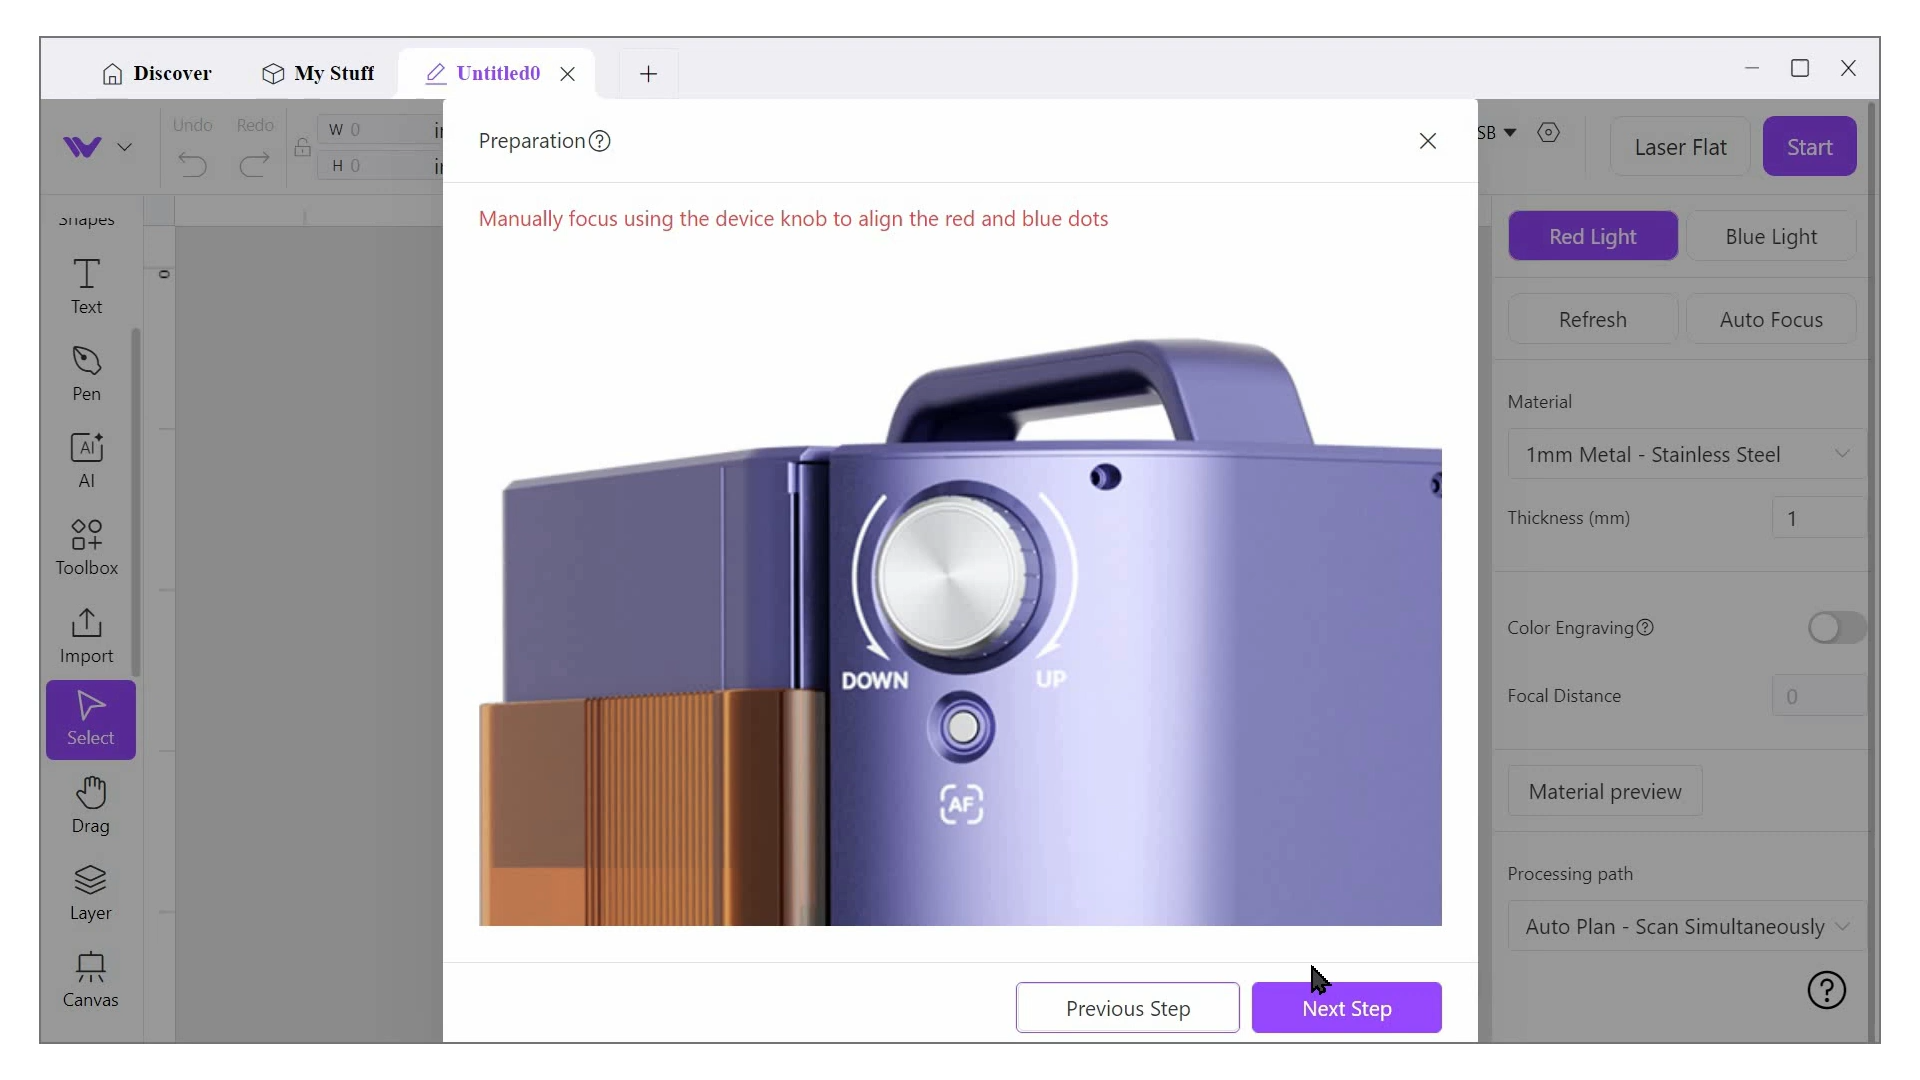 Discover
My Stuff
Untitled0
Undo
Redo
W 0
H 0
Preparation
SB
Laser Flat
Start
Manually focus using the device knob to align the red and blue dots
Shapes
Text
Pen
AI
AI
Toolbox
Import
Select
Drag
Layer
Canvas
0
DOWN
UP
AF
Previous Step
Next Step
Red Light
Blue Light
Refresh
Auto Focus
Material
1mm Metal - Stainless Steel
Thickness (mm)
1
Color Engraving
Focal Distance
0
Material preview
Processing path
Auto Plan - Scan Simultaneously